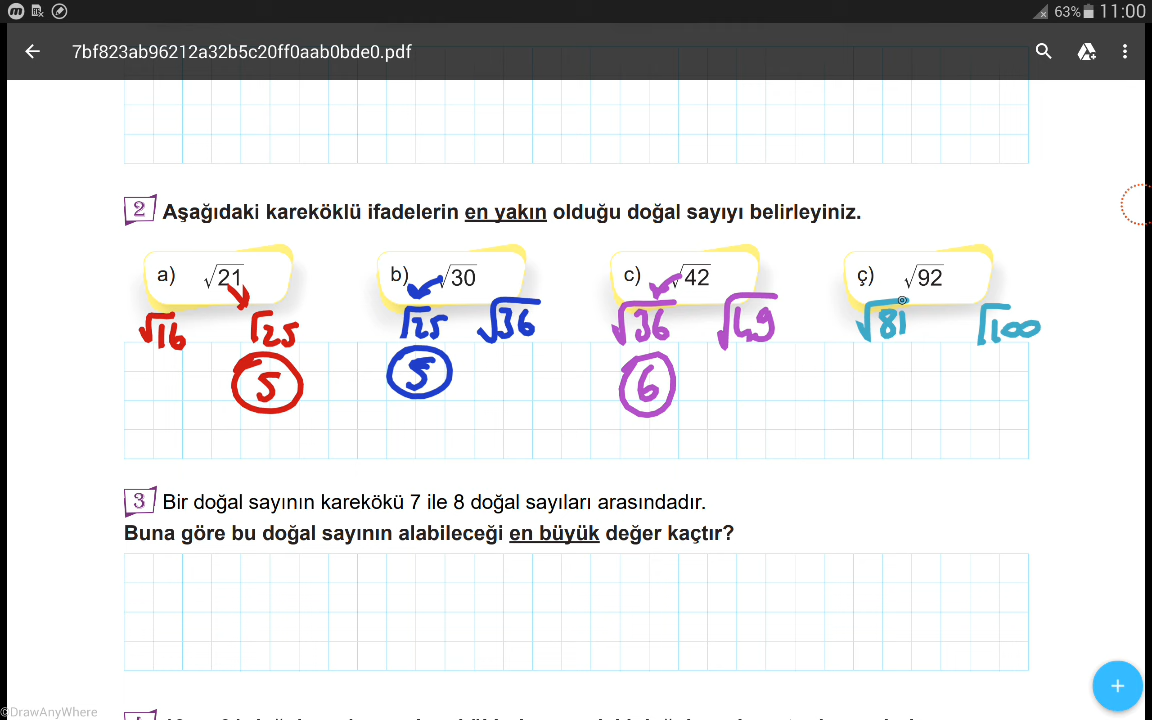 63% 11:00
7bf823ab96212a32b5c20ff0aab0bde0.pdf
2 Aşağıdaki kareköklü ifadelerin en yakın olduğu doğal sayıyı belirleyiniz.
a) √21 b) √30 c) √42 ç) √92
√16 √25 √25 √36 √36 √49 √81 √100
5 5 6
3 Bir doğal sayının karekökü 7 ile 8 doğal sayıları arasındadır.
Buna göre bu doğal sayının alabileceği en büyük değer kaçtır?
©DrawAnyWhere